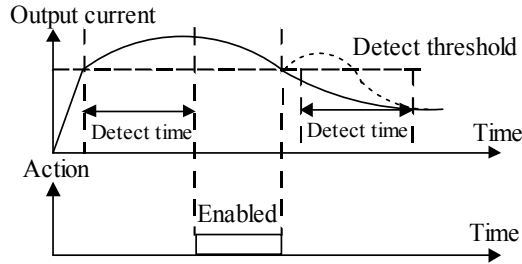 Output current
Detect threshold
Detect time
Detect time
Time
Action
Enabled
Time